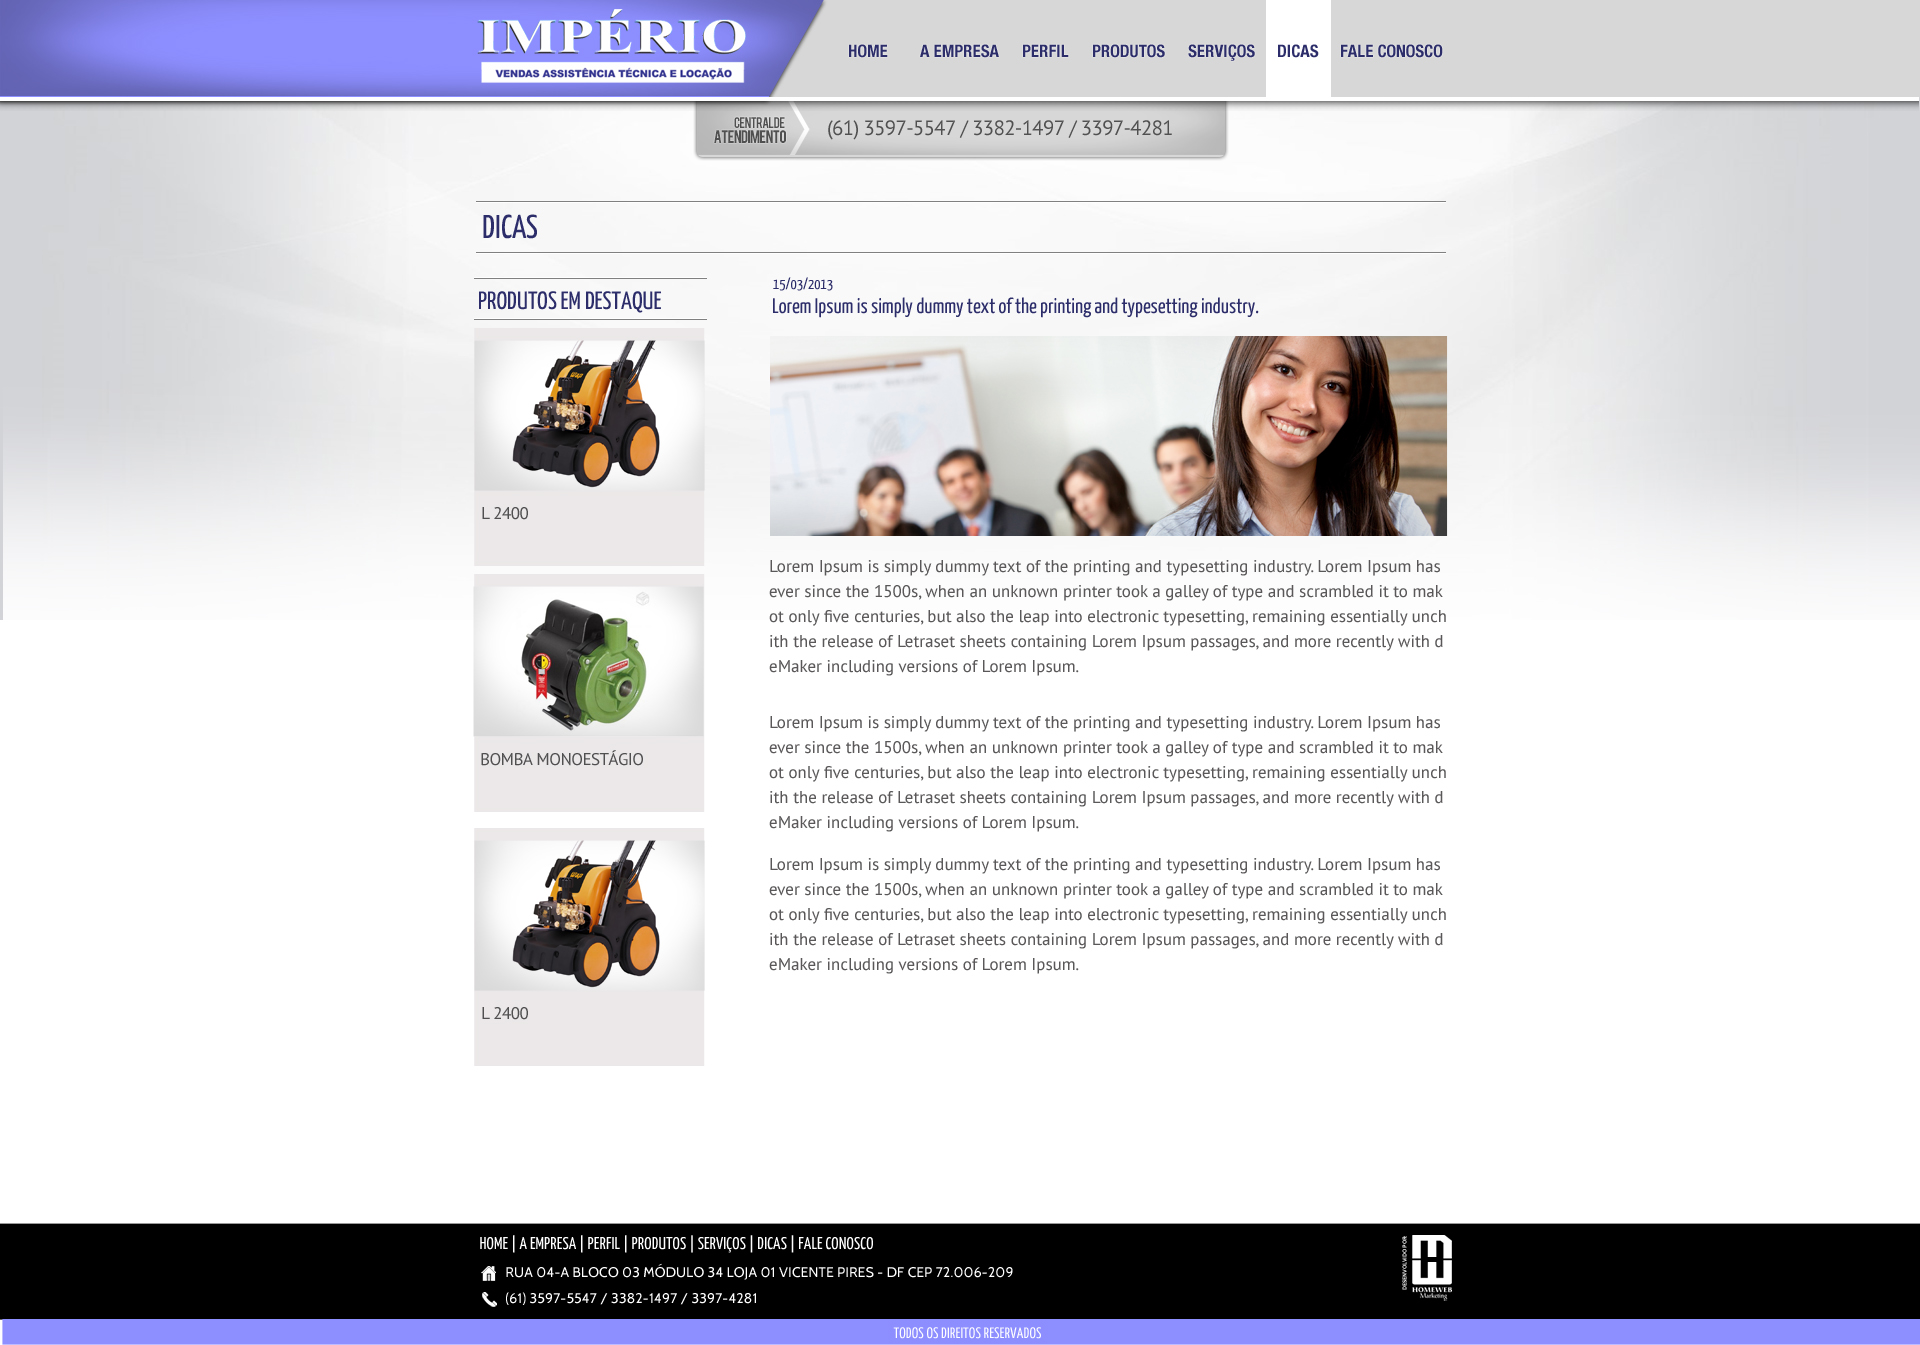 IMPÉRIO
VENDAS ASSISTÊNCIA TÉCNICA E LOCAÇÃO
HOME A EMPRESA PERFIL PRODUTOS SERVIÇOS DICAS FALE CONOSCO
CENTRAL DE
ATENDIMENTO
(61) 3597-5547 / 3382-1497 / 3397-4281
DICAS
PRODUTOS EM DESTAQUE
Wap
L 2400
BOMBA MONOESTÁGIO
Wap
L 2400
15/03/2013
Lorem Ipsum is simply dummy text of the printing and typesetting industry.
Lorem Ipsum is simply dummy text of the printing and typesetting industry. Lorem Ipsum has
ever since the 1500s, when an unknown printer took a galley of type and scrambled it to mak
ot only five centuries, but also the leap into electronic typesetting, remaining essentially unch
ith the release of Letraset sheets containing Lorem Ipsum passages, and more recently with d
eMaker including versions of Lorem Ipsum.
Lorem Ipsum is simply dummy text of the printing and typesetting industry. Lorem Ipsum has
ever since the 1500s, when an unknown printer took a galley of type and scrambled it to mak
ot only five centuries, but also the leap into electronic typesetting, remaining essentially unch
ith the release of Letraset sheets containing Lorem Ipsum passages, and more recently with d
eMaker including versions of Lorem Ipsum.
Lorem Ipsum is simply dummy text of the printing and typesetting industry. Lorem Ipsum has
ever since the 1500s, when an unknown printer took a galley of type and scrambled it to mak
ot only five centuries, but also the leap into electronic typesetting, remaining essentially unch
ith the release of Letraset sheets containing Lorem Ipsum passages, and more recently with d
eMaker including versions of Lorem Ipsum.
HOME | A EMPRESA | PERFIL | PRODUTOS | SERVIÇOS | DICAS | FALE CONOSCO
RUA 04-A BLOCO 03 MÓDULO 34 LOJA 01 VICENTE PIRES - DF CEP 72.006-209
(61) 3597-5547 / 3382-1497 / 3397-4281
DESENVOLVIDO POR
HOMEWEB
Marketing
TODOS OS DIREITOS RESERVADOS